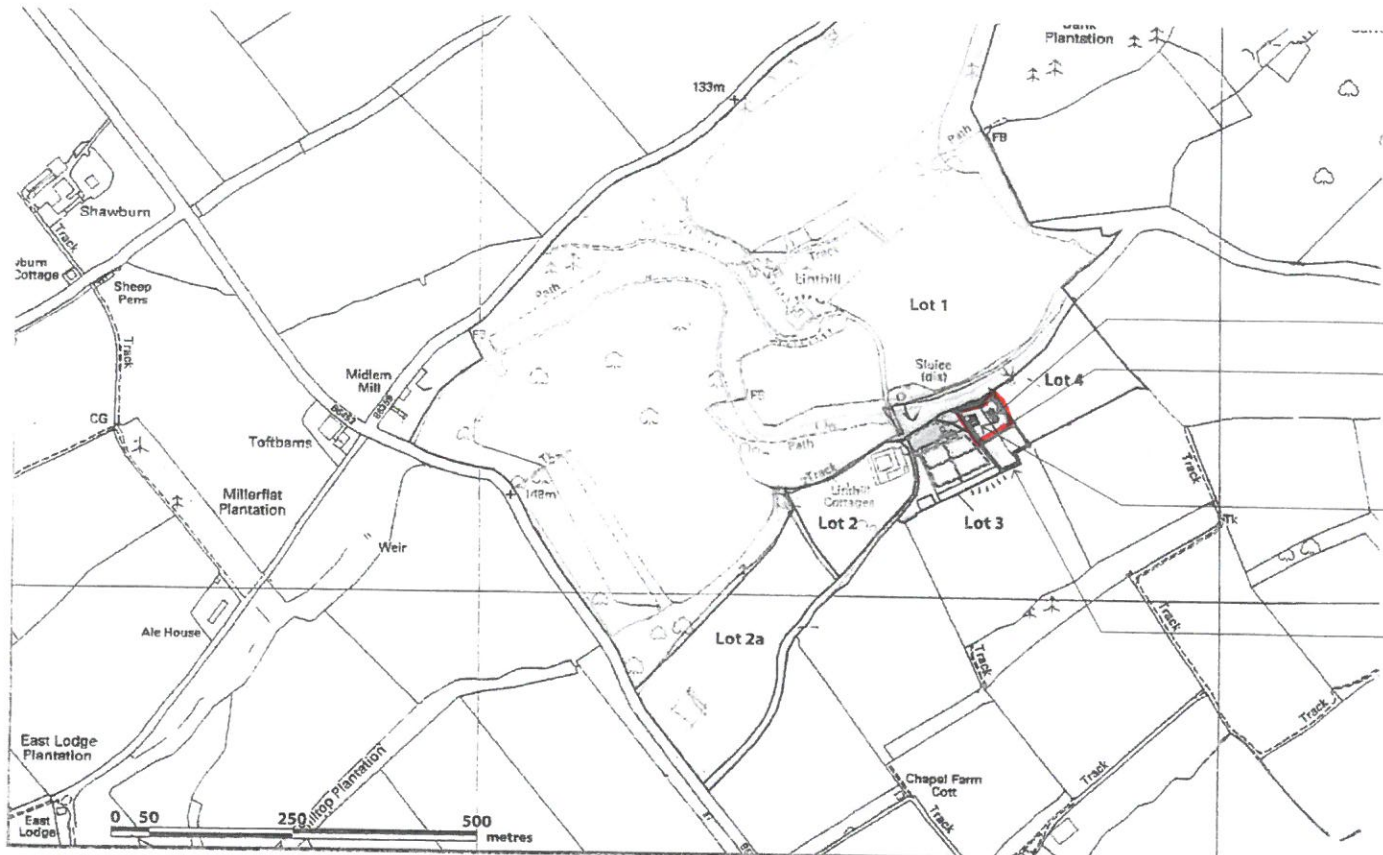 Plantation
133m
Path
FB
Shawburn
Track
Track
Linthill
Cottage
Sheep
Pens
Path
Lot 1
Track
Midlem
Mill
Sluice
(dis)
Lot 4
FB
CG
Toftbarns
Path
Track
Linthill
Cottages
Track
148m
Millerflat
Plantation
Lot 2
Lot 3
Tk
Weir
Ale House
Lot 2a
Track
Track
Track
East Lodge
Plantation
Track
Chapel Farm
Cott
Track
East
Lodge
0 50 250 500
metres